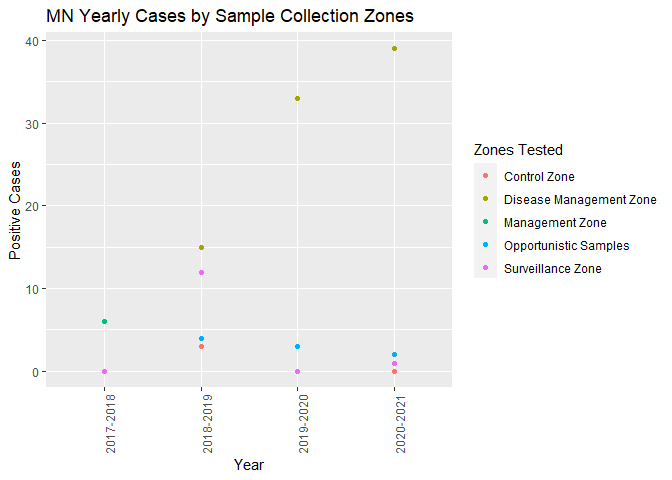 MN Yearly Cases by Sample Collection Zones
40
30
20
10
0
Positive Cases
2017-2018
2018-2019
2019-2020
2020-2021
Year
Zones Tested
Control Zone
Disease Management Zone
Management Zone
Opportunistic Samples
Surveillance Zone